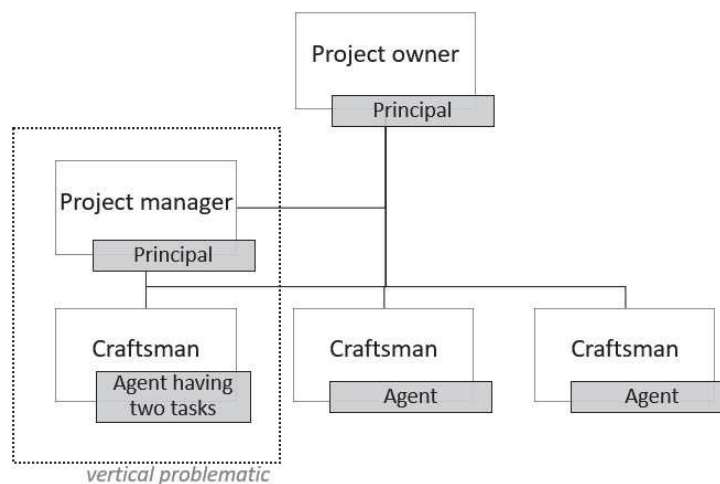 Project owner
Principal
Project manager
Principal
Craftsman
Agent having
two tasks
Craftsman
Agent
Craftsman
Agent
vertical problematic